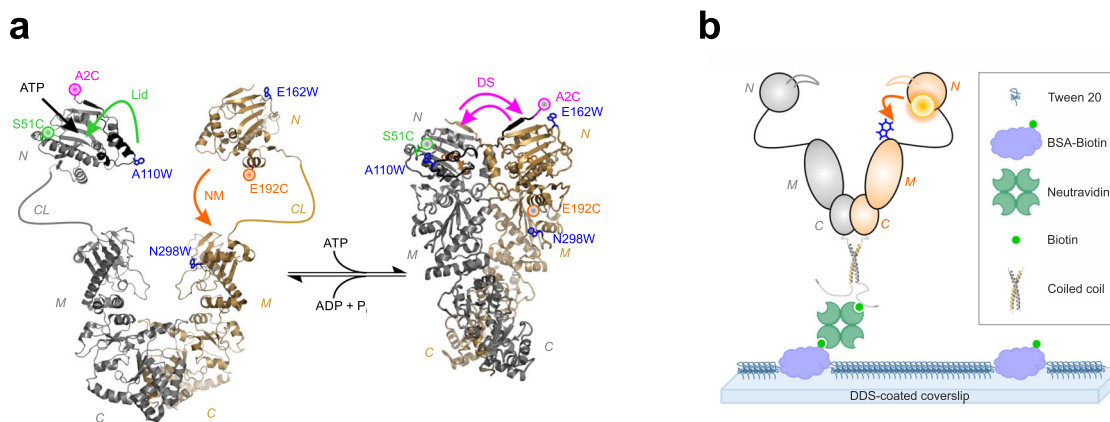 a
A2C
ATP
Lid
S51C
N
A110W
E162W
N
E192C
CL
NM
CL
N298W
M
M
C
C
ATP
ADP + Pi
DS
A2C
E162W
S51C
N
N
A110W
E192C
N298W
M
M
C
C
b
N
N
M
M
C
C
DDS-coated coverslip
Tween 20
BSA-Biotin
Neutravidin
Biotin
Coiled coil